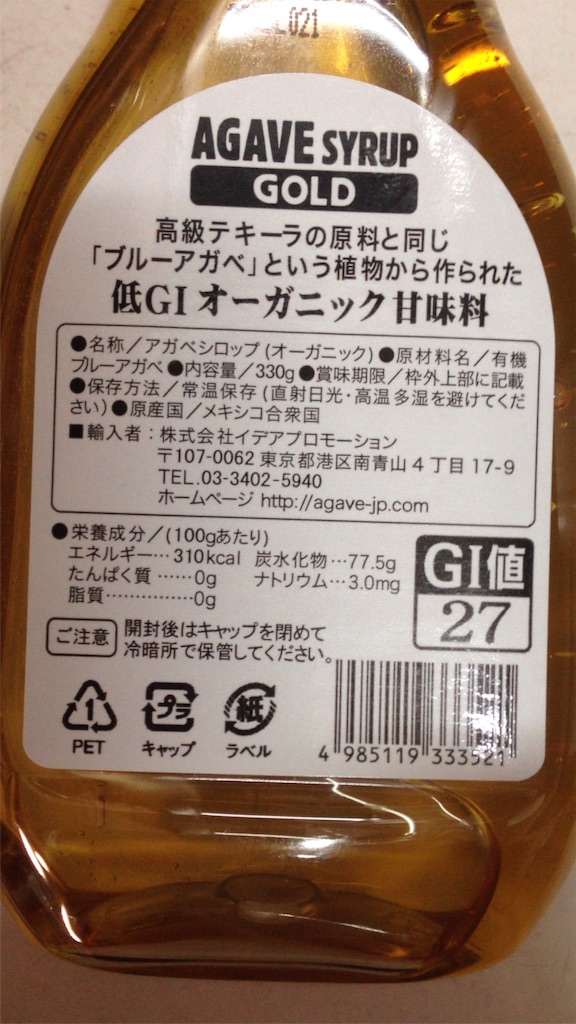 021
AGAVE SYRUP
GOLD
高級テキーラの原料と同じ
「ブルーアガベ」という植物から作られた
低GIオーガニック甘味料
●名称／アガベシロップ(オーガニック)●原材料名／有機
ブルーアガベ●内容量／330g●賞味期限／枠外上部に記載
●保存方法／常温保存(直射日光・高温多湿を避けてくだ
さい)●原産国／メキシコ合衆国
■輸入者：株式会社イデアプロモーション
〒107-0062 東京都港区南青山4丁目17-9
TEL.03-3402-5940
ホームページ http://agave-jp.com
●栄養成分／(100gあたり)
エネルギー…310kcal 炭水化物…77.5g
たんぱく質……0g ナトリウム…3.0mg
脂質……………0g
GI値
27
ご注意
開封後はキャップを閉めて
冷暗所で保管してください。
1 プラ 紙
PET キャップ ラベル
4 985119 333521